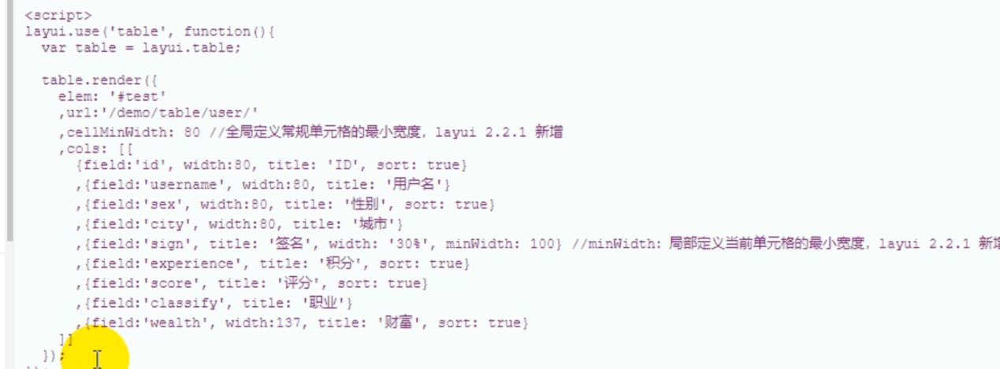 <script>
layui.use('table', function(){
  var table = layui.table;

  table.render({
    elem: '#test'
    ,url:'/demo/table/user/'
    ,cellMinWidth: 80 //全局定义常规单元格的最小宽度，layui 2.2.1 新增
    ,cols: [[
      {field:'id', width:80, title: 'ID', sort: true}
      ,{field:'username', width:80, title: '用户名'}
      ,{field:'sex', width:80, title: '性别', sort: true}
      ,{field:'city', width:80, title: '城市'}
      ,{field:'sign', title: '签名', width: '30%', minWidth: 100} //minWidth：局部定义当前单元格的最小宽度，layui 2.2.1 新增
      ,{field:'experience', title: '积分', sort: true}
      ,{field:'score', title: '评分', sort: true}
      ,{field:'classify', title: '职业'}
      ,{field:'wealth', width:137, title: '财富', sort: true}
    ]]
  });